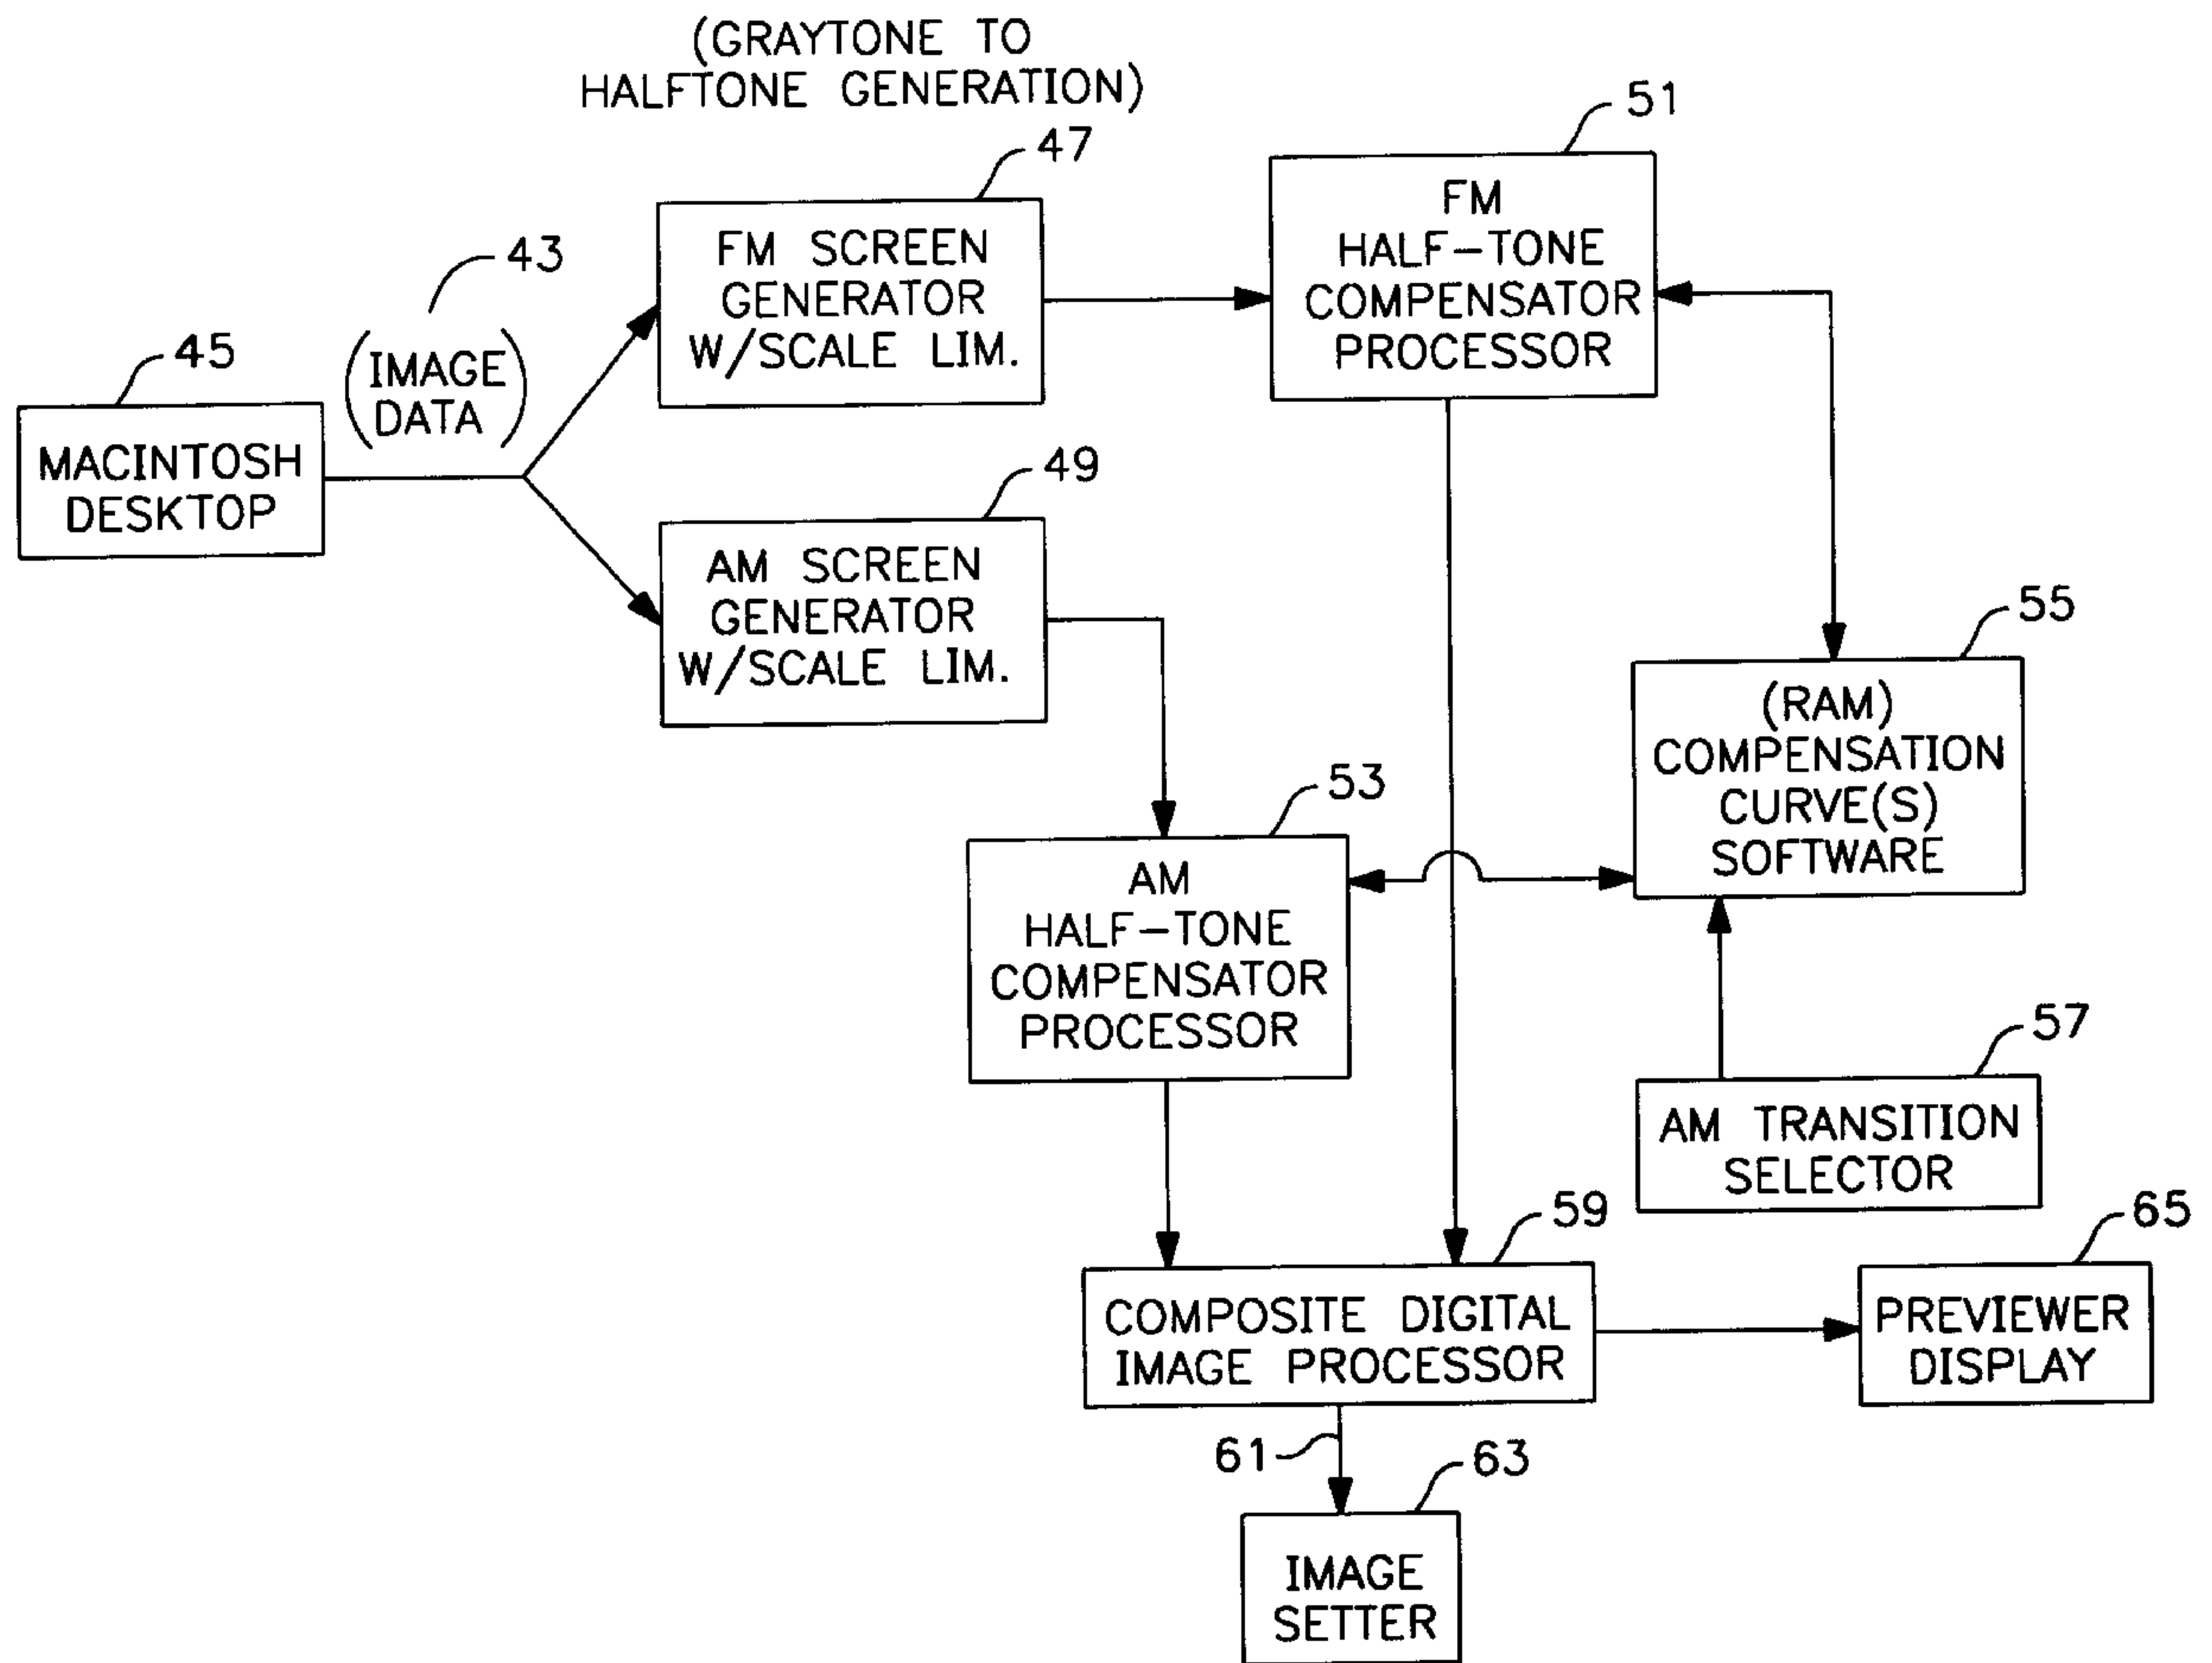 (GRAYTONE TO
HALFTONE GENERATION)
47
51
FM SCREEN
GENERATOR
W/SCALE LIM.
FM
HALF-TONE
COMPENSATOR
PROCESSOR
43
(IMAGE
DATA)
45
MACINTOSH
DESKTOP
49
AM SCREEN
GENERATOR
W/SCALE LIM.
55
(RAM)
COMPENSATION
CURVE(S)
SOFTWARE
53
AM
HALF-TONE
COMPENSATOR
PROCESSOR
57
AM TRANSITION
SELECTOR
59
COMPOSITE DIGITAL
IMAGE PROCESSOR
65
PREVIEWER
DISPLAY
61
63
IMAGE
SETTER